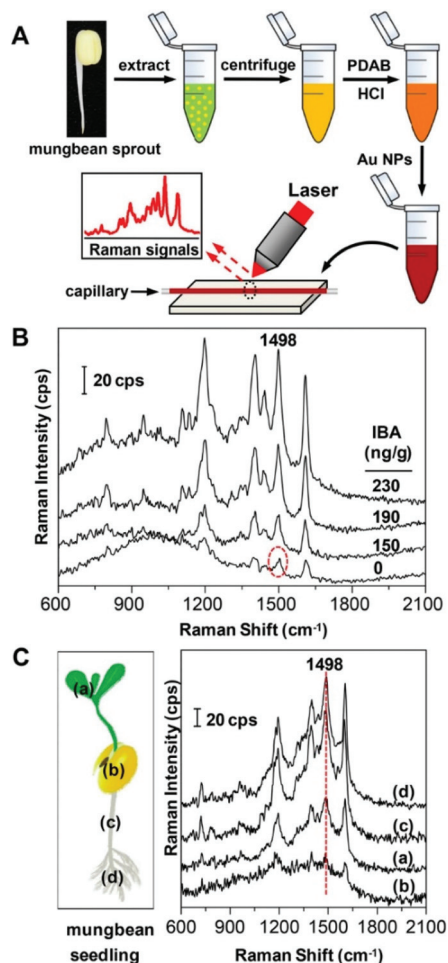 A
extract
centrifuge
PDAB
HCl
mungbean sprout
Au NPs
Laser
Raman signals
capillary
B
1498
20 cps
IBA
(ng/g)
230
190
150
0
Raman Intensity (cps)
600 900 1200 1500 1800 2100
Raman Shift (cm-1)
C
(a)
(b)
(c)
(d)
mungbean
seedling
1498
20 cps
(d)
(c)
(a)
(b)
Raman Intensity (cps)
600 900 1200 1500 1800 2100
Raman Shift (cm-1)